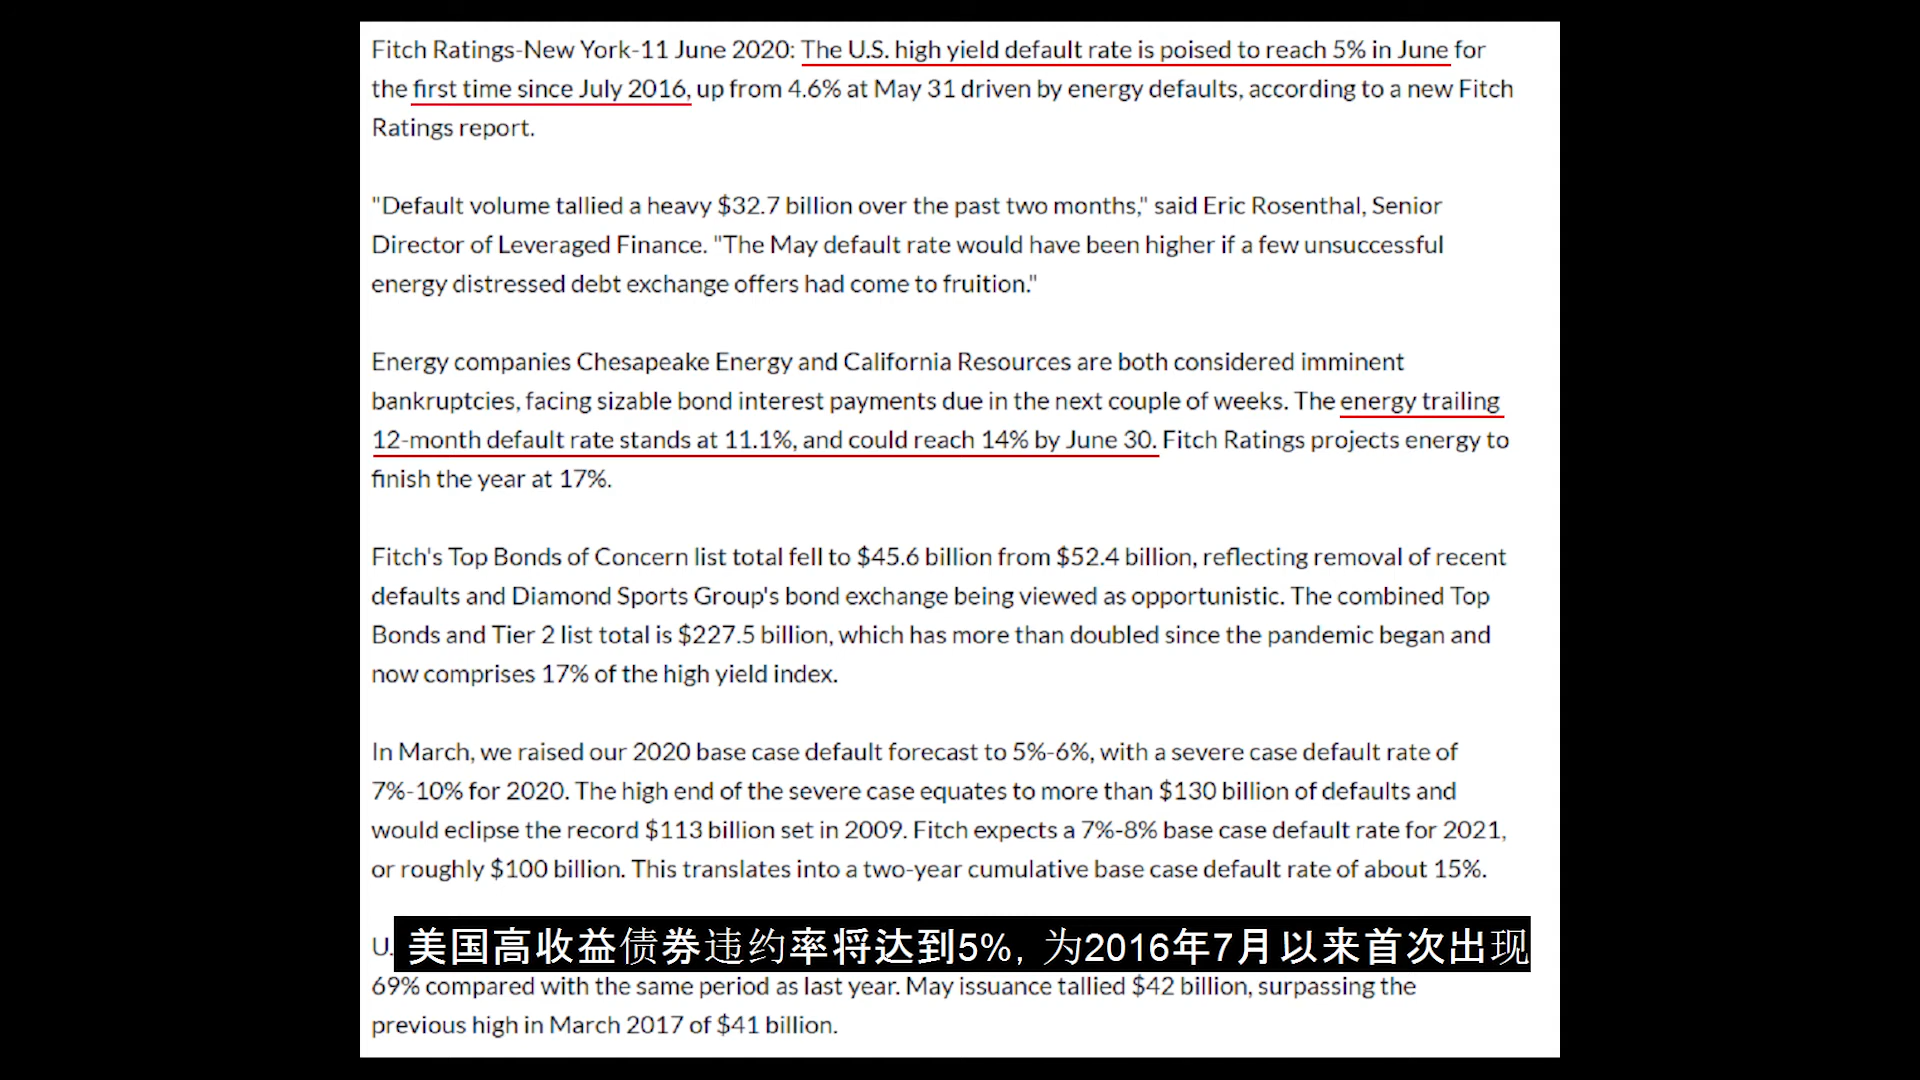 Fitch Ratings-New York-11 June 2020: The U.S. high yield default rate is poised to reach 5% in June for
the first time since July 2016, up from 4.6% at May 31 driven by energy defaults, according to a new Fitch
Ratings report.
"Default volume tallied a heavy $32.7 billion over the past two months," said Eric Rosenthal, Senior
Director of Leveraged Finance. "The May default rate would have been higher if a few unsuccessful
energy distressed debt exchange offers had come to fruition."
Energy companies Chesapeake Energy and California Resources are both considered imminent
bankruptcies, facing sizable bond interest payments due in the next couple of weeks. The energy trailing
12-month default rate stands at 11.1%, and could reach 14% by June 30. Fitch Ratings projects energy to
finish the year at 17%.
Fitch's Top Bonds of Concern list total fell to $45.6 billion from $52.4 billion, reflecting removal of recent
defaults and Diamond Sports Group's bond exchange being viewed as opportunistic. The combined Top
Bonds and Tier 2 list total is $227.5 billion, which has more than doubled since the pandemic began and
now comprises 17% of the high yield index.
In March, we raised our 2020 base case default forecast to 5%-6%, with a severe case default rate of
7%-10% for 2020. The high end of the severe case equates to more than $130 billion of defaults and
would eclipse the record $113 billion set in 2009. Fitch expects a 7%-8% base case default rate for 2021,
or roughly $100 billion. This translates into a two-year cumulative base case default rate of about 15%.
U.
美国高收益债券违约率将达到5%, 为2016年7月以来首次出现
69% compared with the same period as last year. May issuance tallied $42 billion, surpassing the
previous high in March 2017 of $41 billion.